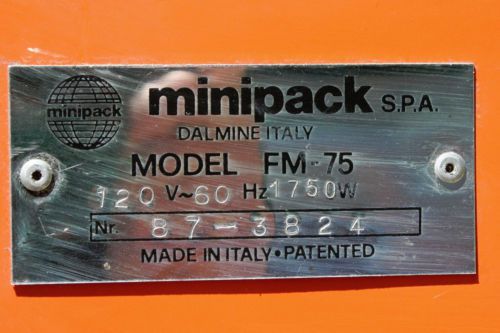 minipack minipack S.P.A.
DALMINE ITALY
MODEL FM-75
120 V~60 Hz 1750W
Nr. 87-3824
MADE IN ITALY • PATENTED